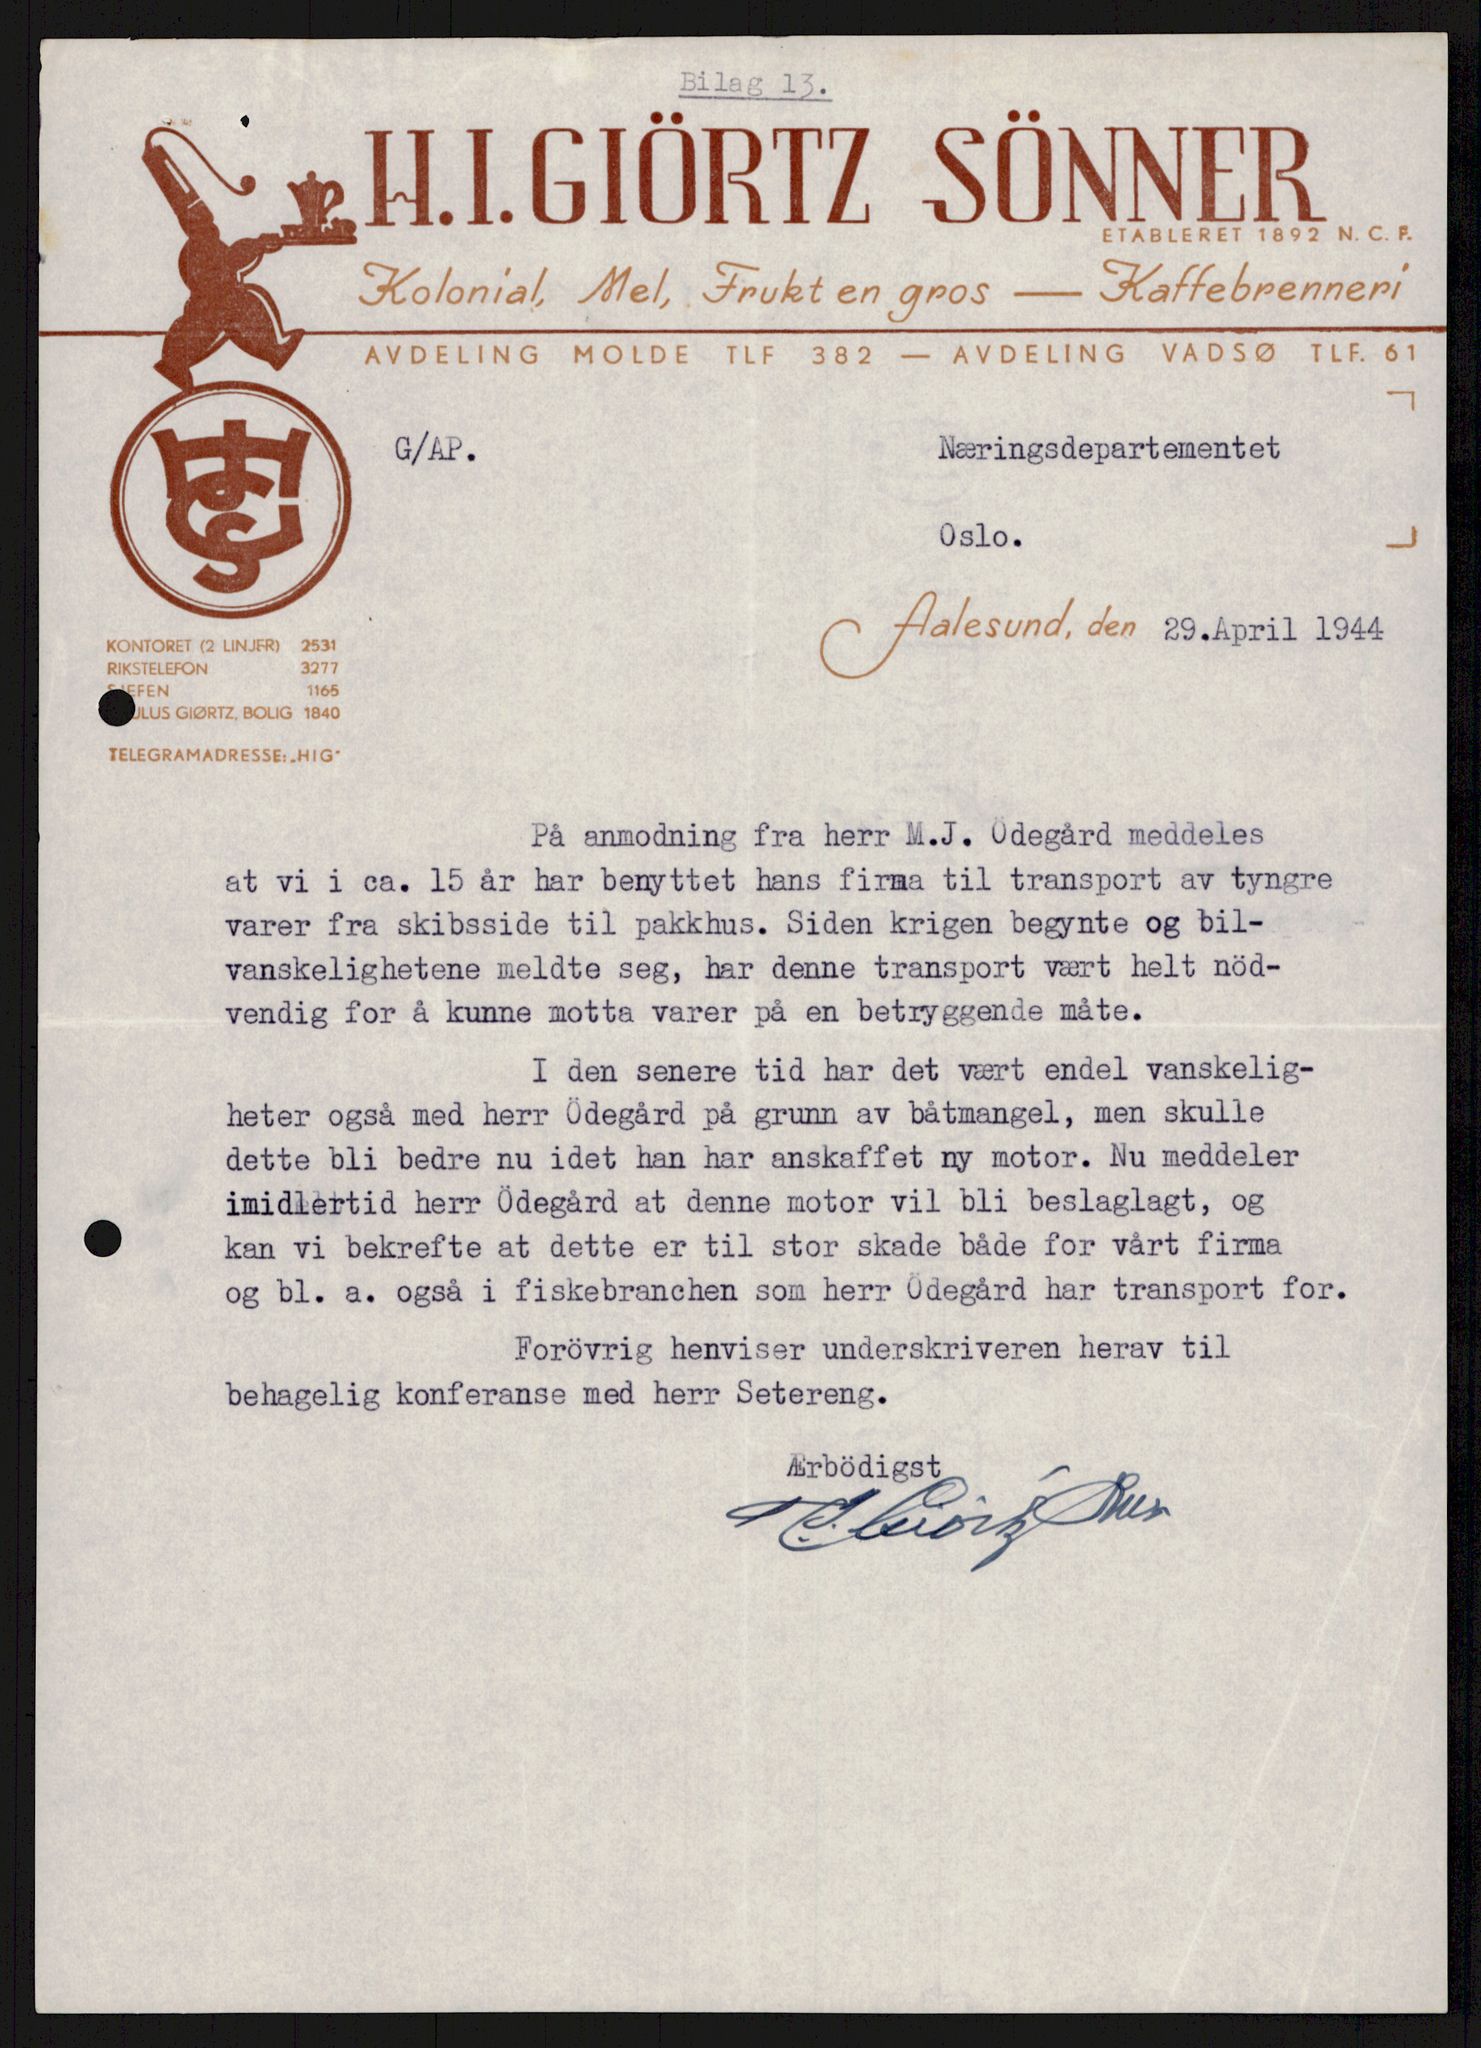 Bilag 13.
H.I. GIÖRTZ SÖNNER
ETABLERET 1892 N. C. F.
Kolonial, Mel, Frukt en gros — Kaffebrenneri
AVDELING MOLDE TLF 382 — AVDELING VADSØ TLF. 61
G/AP.
Næringsdepartementet
Oslo.
Aalesund, den 29.April 1944
KONTORET (2 LINJER) 2531
RIKSTELEFON 3277
SJEFEN 1165
GIØRTZ, BOLIG 1840
TELEGRAMADRESSE: „HIG"
På anmodning fra herr M.J. Ödegård meddeles
at vi i ca. 15 år har benyttet hans firma til transport av tyngre
varer fra skibsside til pakkhus. Siden krigen begynte og bil-
vanskelighetene meldte seg, har denne transport vært helt nöd-
vendig for å kunne motta varer på en betryggende måte.
I den senere tid har det vært endel vanskelig-
heter også med herr Ödegård på grunn av båtmangel, men skulle
dette bli bedre nu idet han har anskaffet ny motor. Nu meddeler
imidlertid herr Ödegård at denne motor vil bli beslaglagt, og
kan vi bekrefte at dette er til stor skade både for vårt firma
og bl. a. også i fiskebranchen som herr Ödegård har transport for.
Forövrig henviser underskriveren herav til
behagelig konferanse med herr Setereng.
Ærbödigst
H.I. Giörtz Sönner